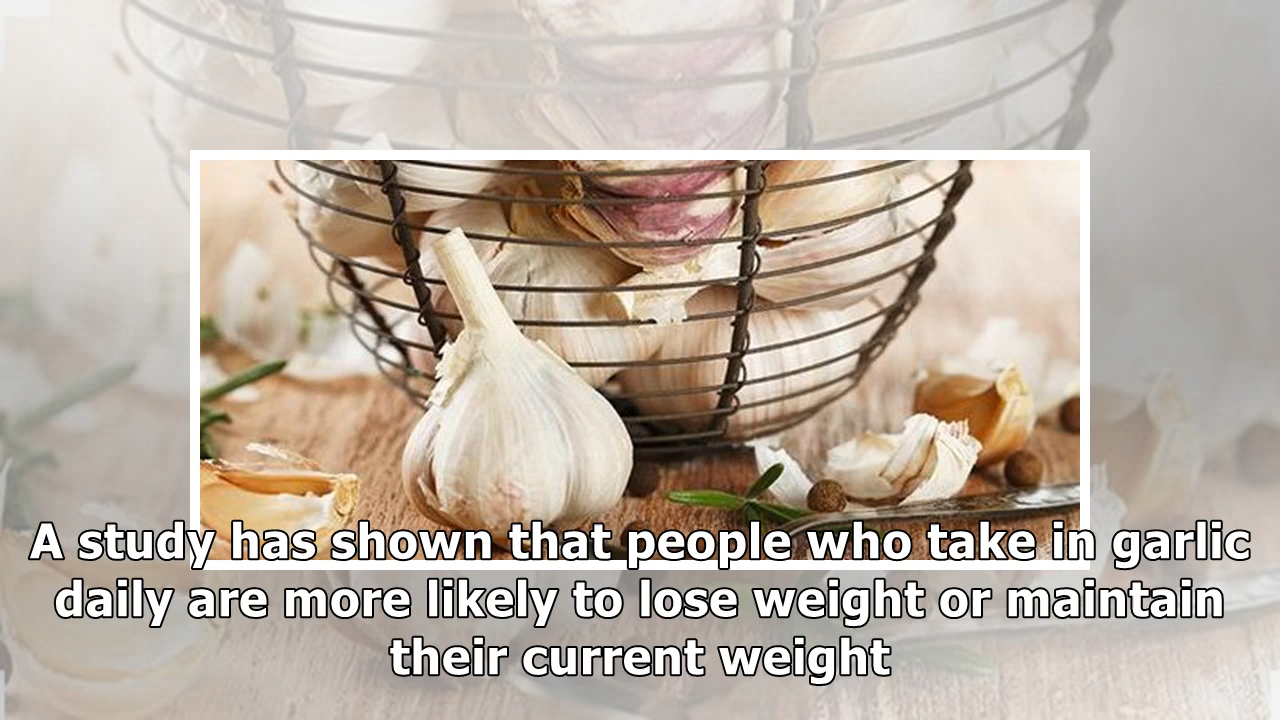 A study has shown that people who take in garlic
daily are more likely to lose weight or maintain
their current weight